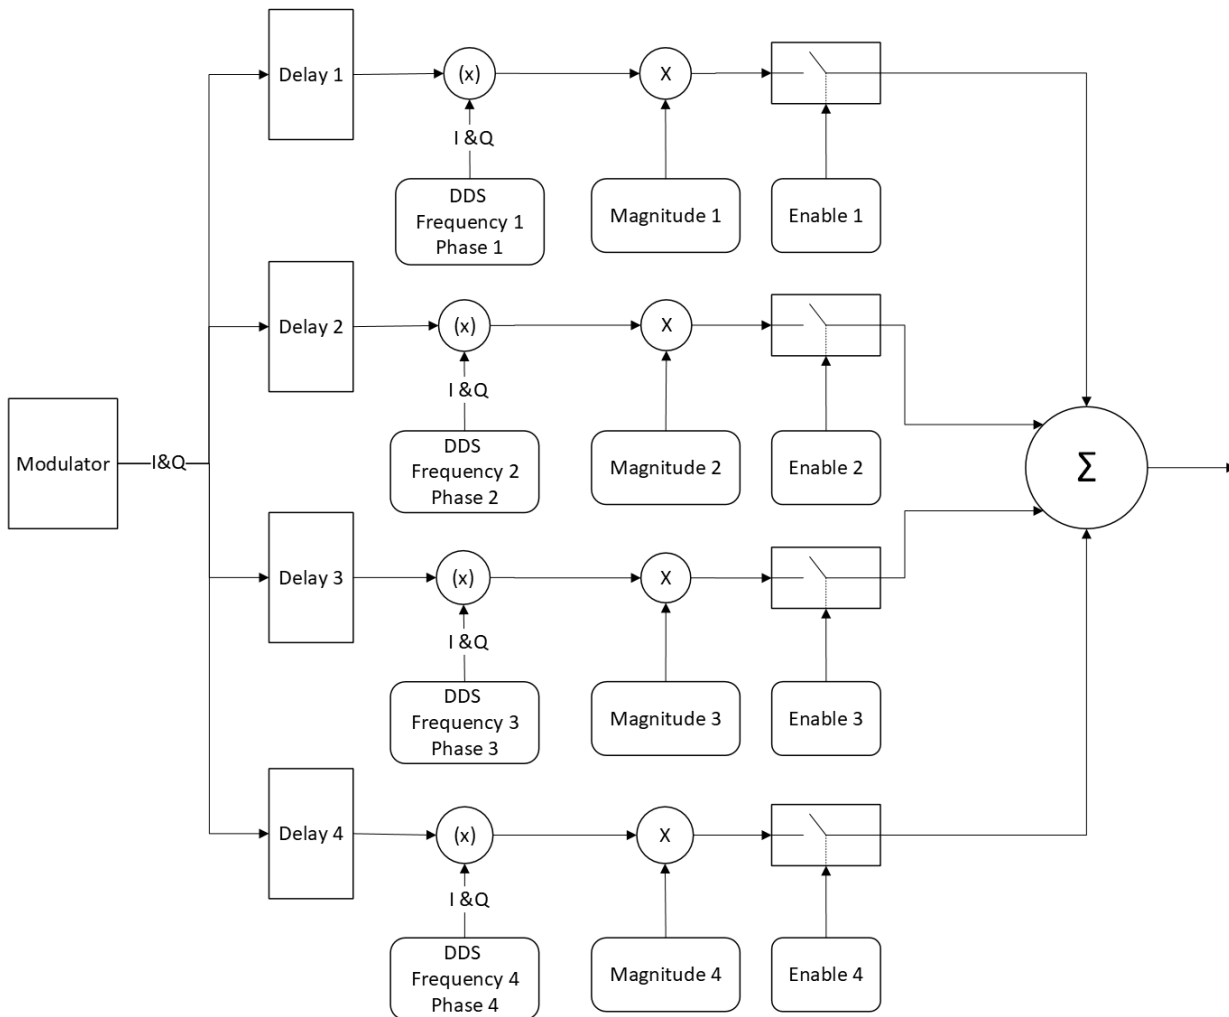 Delay 1
(x)
X
I &Q
DDS
Frequency 1
Phase 1
Magnitude 1
Enable 1
Delay 2
(x)
X
I &Q
DDS
Frequency 2
Phase 2
Magnitude 2
Enable 2
Modulator
I&Q
Σ
Delay 3
(x)
X
I &Q
DDS
Frequency 3
Phase 3
Magnitude 3
Enable 3
Delay 4
(x)
X
I &Q
DDS
Frequency 4
Phase 4
Magnitude 4
Enable 4